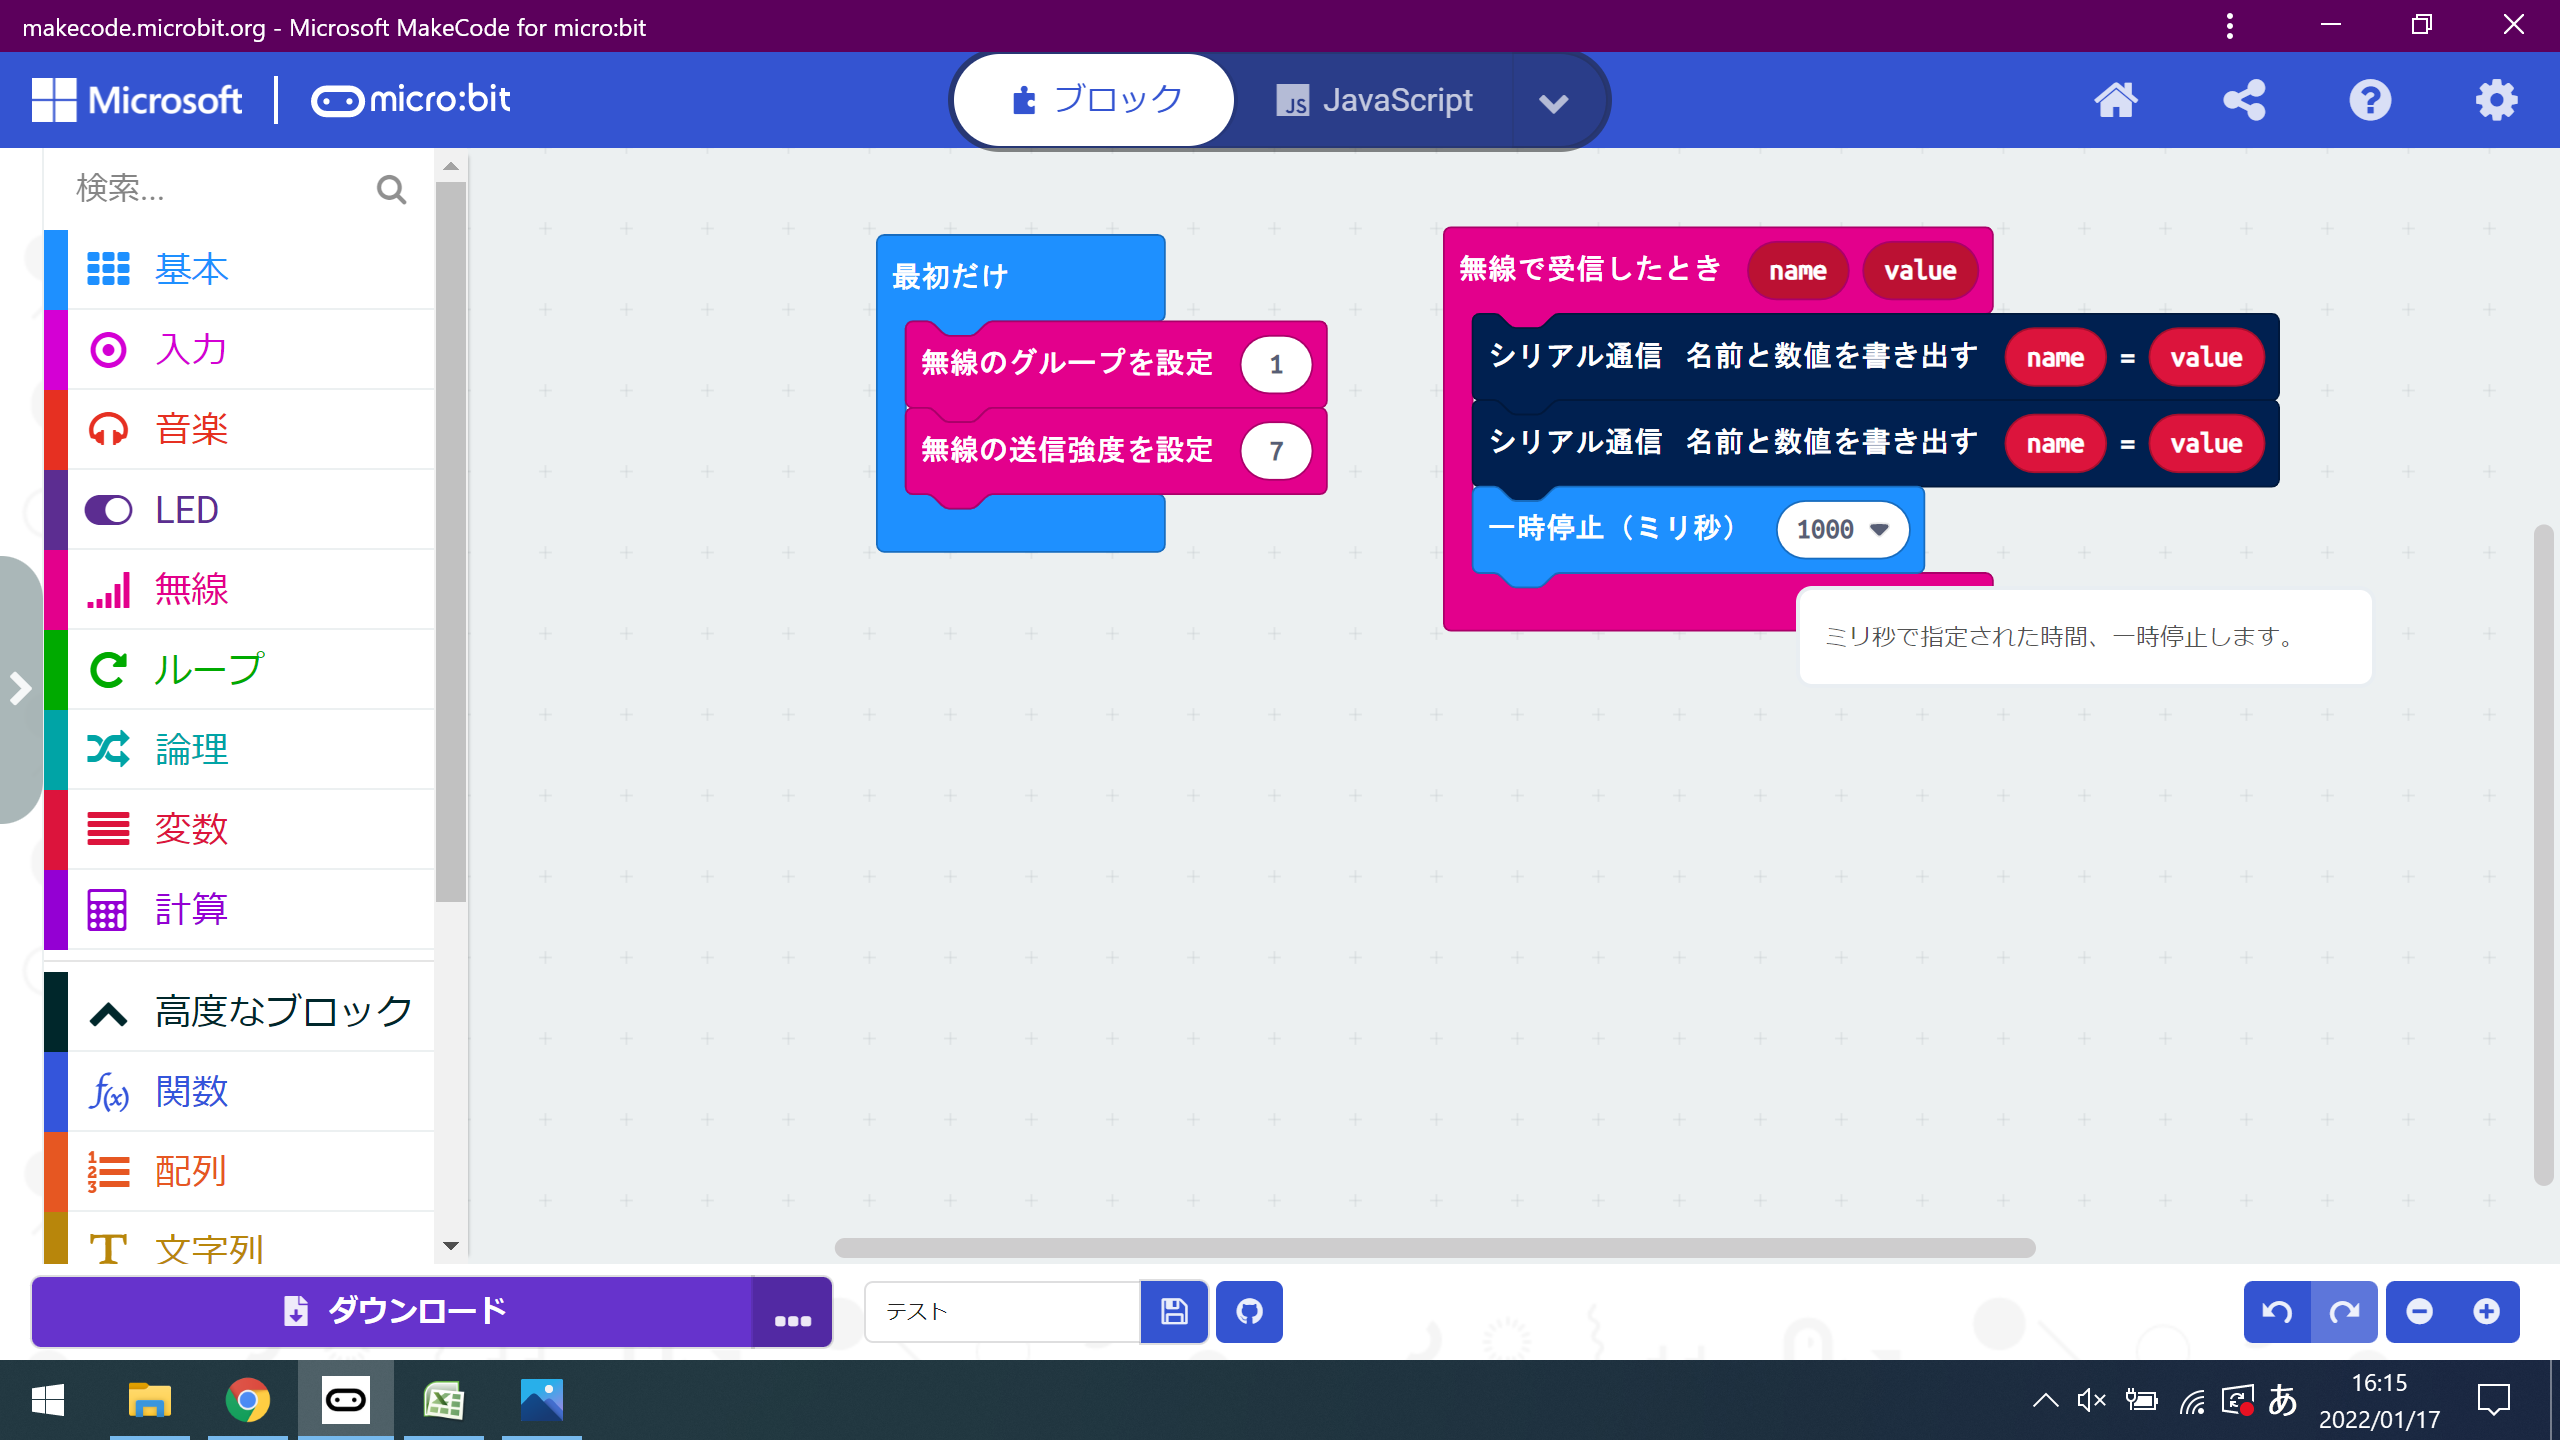 makecode.microbit.org - Microsoft MakeCode for micro:bit
Microsoft
micro:bit
ブロック
JS JavaScript
検索...
基本
入力
音楽
LED
無線
ループ
論理
変数
計算
高度なブロック
f(x) 関数
1 2 3 配列
T 文字列
最初だけ
無線のグループを設定 1
無線の送信強度を設定 7
無線で受信したとき name value
シリアル通信 名前と数値を書き出す name = value
シリアル通信 名前と数値を書き出す name = value
一時停止（ミリ秒） 1000
ミリ秒で指定された時間、一時停止します。
ダウンロード
...
テスト
あ
16:15
2022/01/17